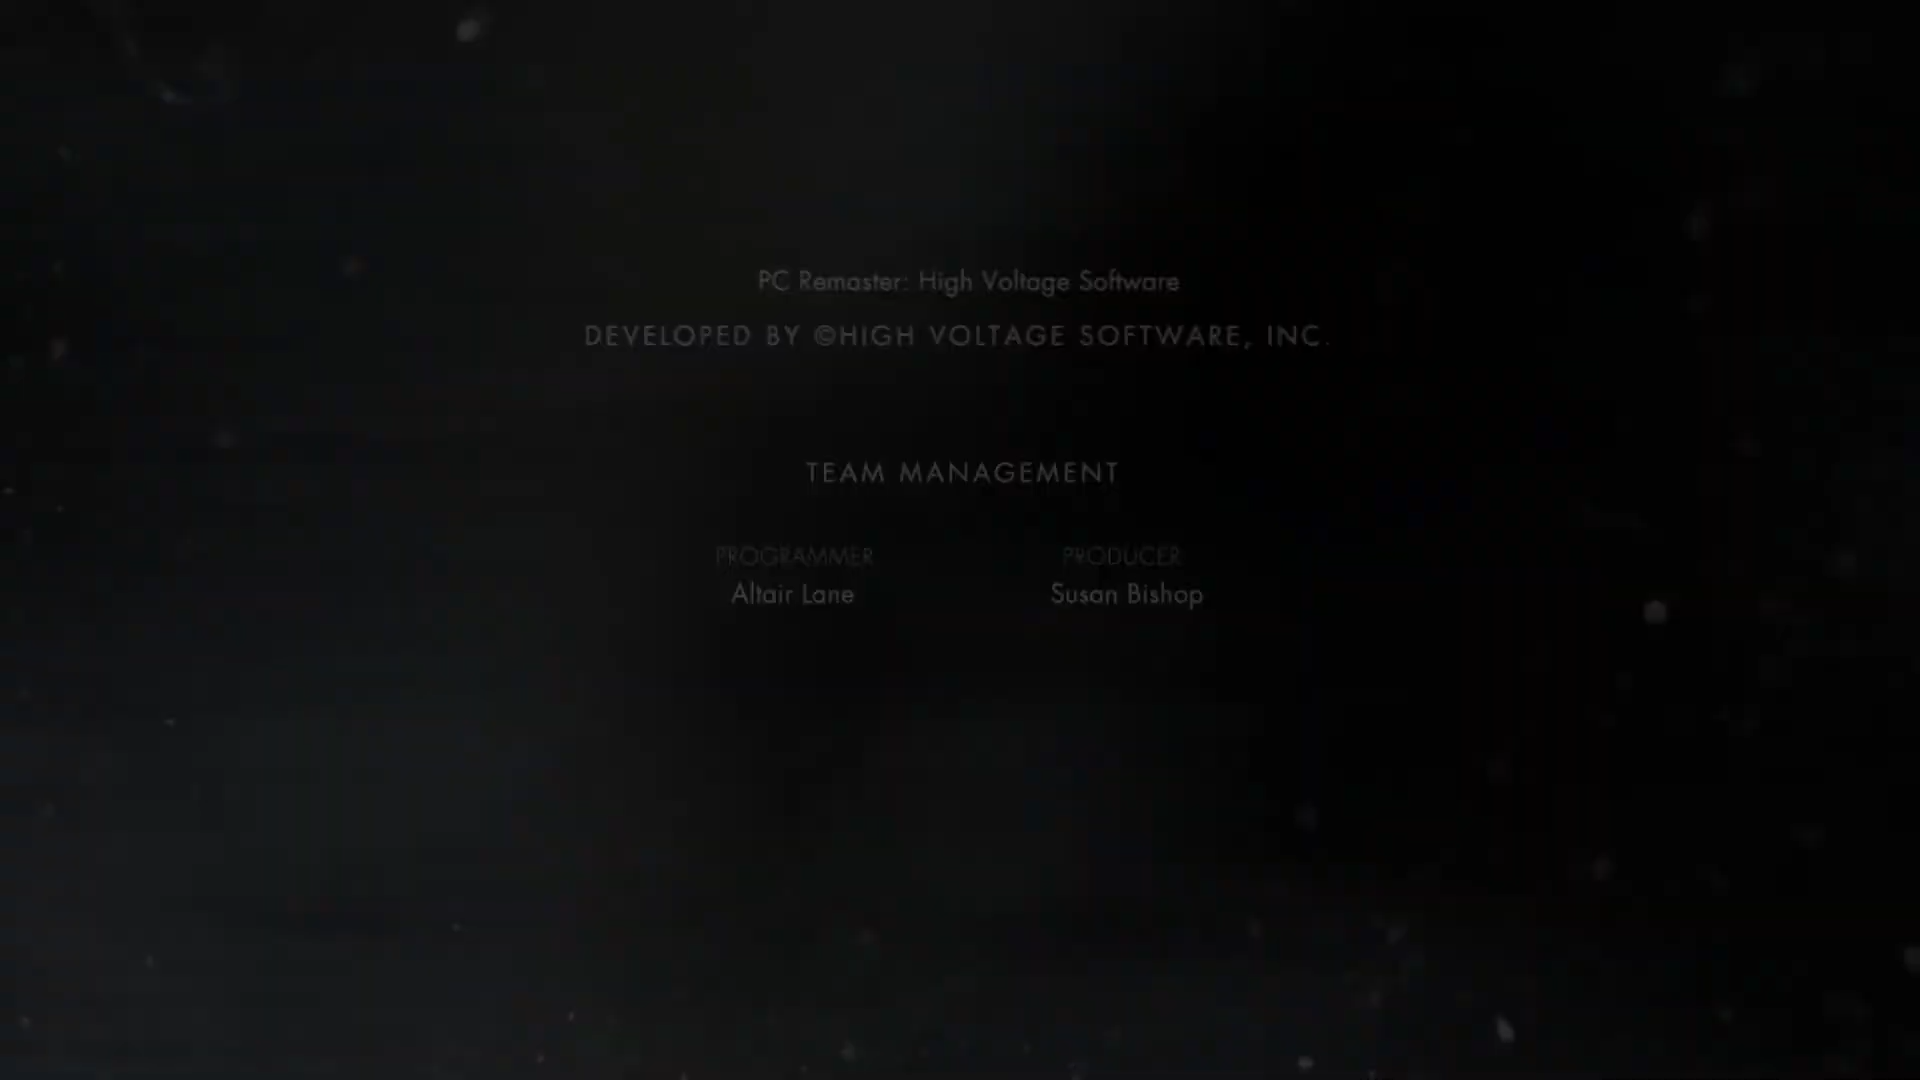 PC Remaster: High Voltage Software
DEVELOPED BY ©HIGH VOLTAGE SOFTWARE, INC.
TEAM MANAGEMENT
PROGRAMMER PRODUCER
Altair Lane Susan Bishop